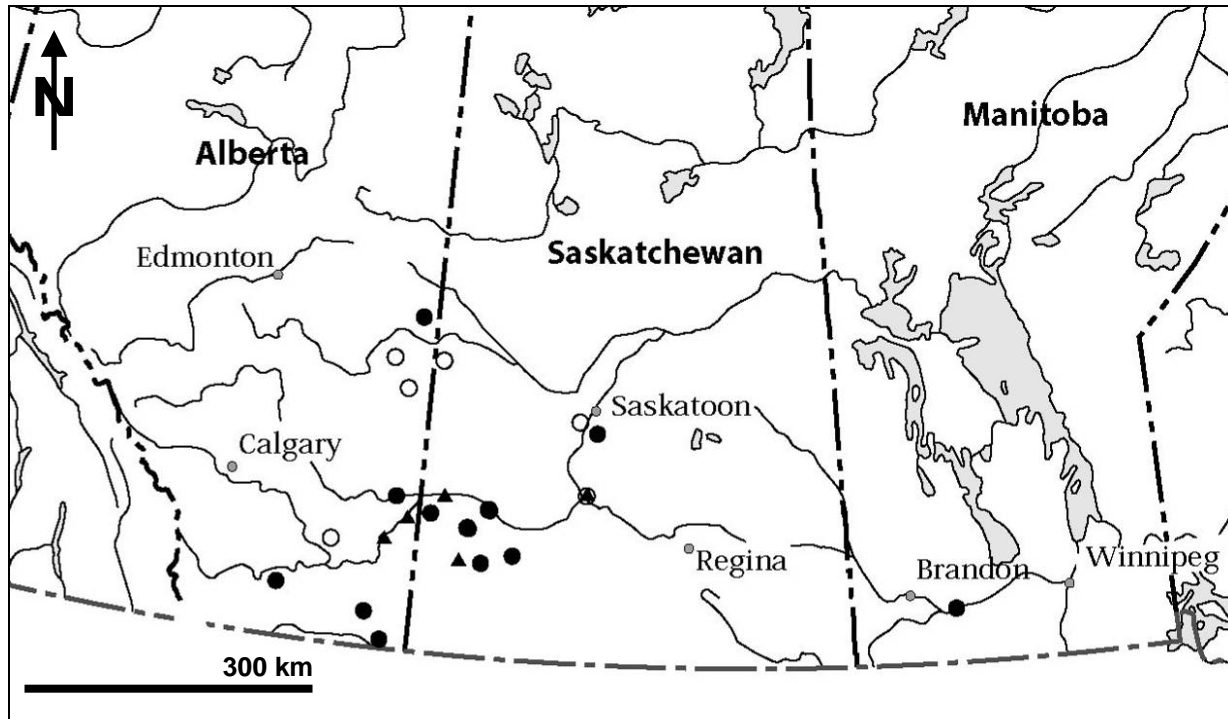 N
Alberta
Manitoba
Saskatchewan
Edmonton
Saskatoon
Calgary
Regina
Brandon
Winnipeg
300 km